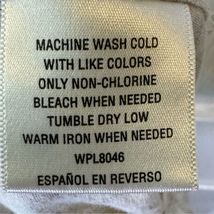 MACHINE WASH COLD
WITH LIKE COLORS
ONLY NON-CHLORINE
BLEACH WHEN NEEDED
TUMBLE DRY LOW
WARM IRON WHEN NEEDED
WPL8046
ESPAÑOL EN REVERSO